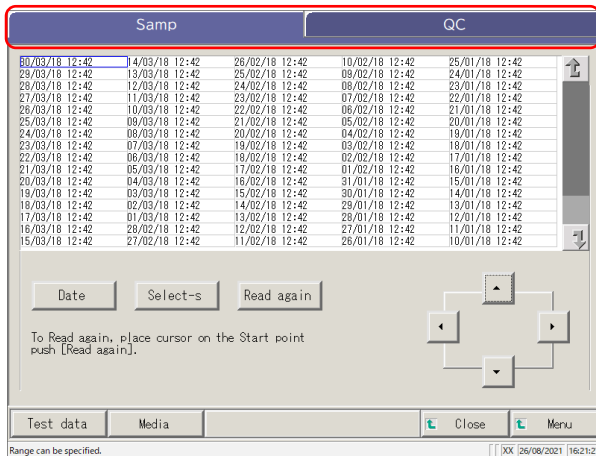 Samp QC
30/03/18 12:42 14/03/18 12:42 26/02/18 12:42 10/02/18 12:42 25/01/18 12:42
29/03/18 12:42 13/03/18 12:42 25/02/18 12:42 09/02/18 12:42 24/01/18 12:42
28/03/18 12:42 12/03/18 12:42 24/02/18 12:42 08/02/18 12:42 23/01/18 12:42
27/03/18 12:42 11/03/18 12:42 23/02/18 12:42 07/02/18 12:42 22/01/18 12:42
26/03/18 12:42 10/03/18 12:42 22/02/18 12:42 06/02/18 12:42 21/01/18 12:42
25/03/18 12:42 09/03/18 12:42 21/02/18 12:42 05/02/18 12:42 20/01/18 12:42
24/03/18 12:42 08/03/18 12:42 20/02/18 12:42 04/02/18 12:42 19/01/18 12:42
23/03/18 12:42 07/03/18 12:42 19/02/18 12:42 03/02/18 12:42 18/01/18 12:42
22/03/18 12:42 06/03/18 12:42 18/02/18 12:42 02/02/18 12:42 17/01/18 12:42
21/03/18 12:42 05/03/18 12:42 17/02/18 12:42 01/02/18 12:42 16/01/18 12:42
20/03/18 12:42 04/03/18 12:42 16/02/18 12:42 31/01/18 12:42 15/01/18 12:42
19/03/18 12:42 03/03/18 12:42 15/02/18 12:42 30/01/18 12:42 14/01/18 12:42
18/03/18 12:42 02/03/18 12:42 14/02/18 12:42 29/01/18 12:42 13/01/18 12:42
17/03/18 12:42 01/03/18 12:42 13/02/18 12:42 28/01/18 12:42 12/01/18 12:42
16/03/18 12:42 28/02/18 12:42 12/02/18 12:42 27/01/18 12:42 11/01/18 12:42
15/03/18 12:42 27/02/18 12:42 11/02/18 12:42 26/01/18 12:42 10/01/18 12:42
Date Select-s Read again
To Read again, place cursor on the Start point
push [Read again].
Test data Media Close Menu
Range can be specified. XX 26/08/2021